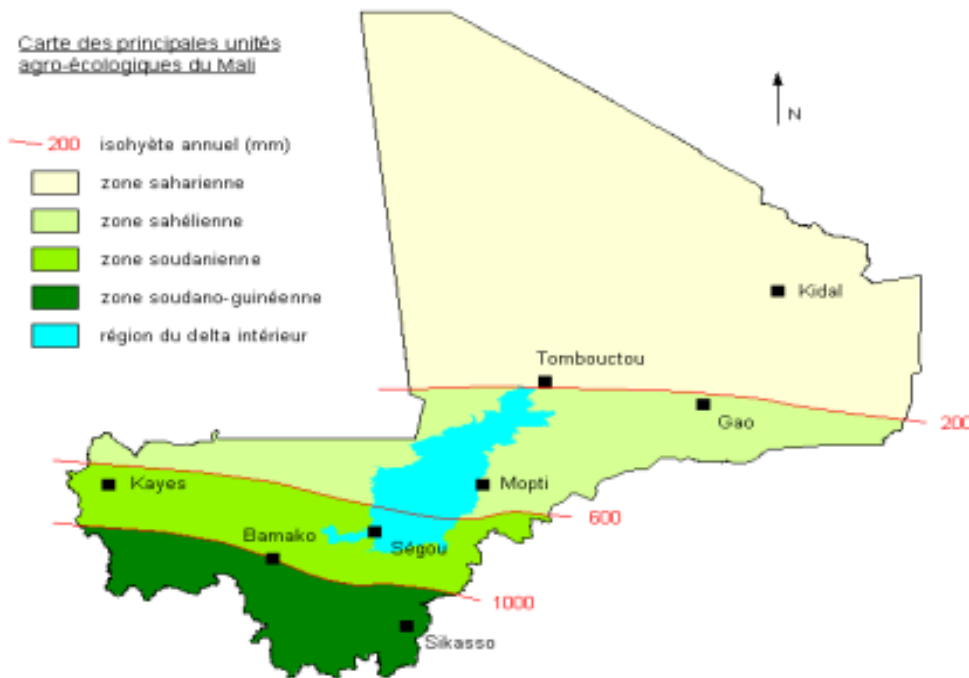 Carte des principales unités
agro-écologiques du Mali
N
200 isohyète annuel (mm)
zone saharienne
zone sahélienne
zone soudanienne
zone soudano-guinéenne
région du delta intérieur
Kidal
Tombouctou
Gao
200
Kayes
Mopti
600
Bamako
Ségou
1000
Sikasso